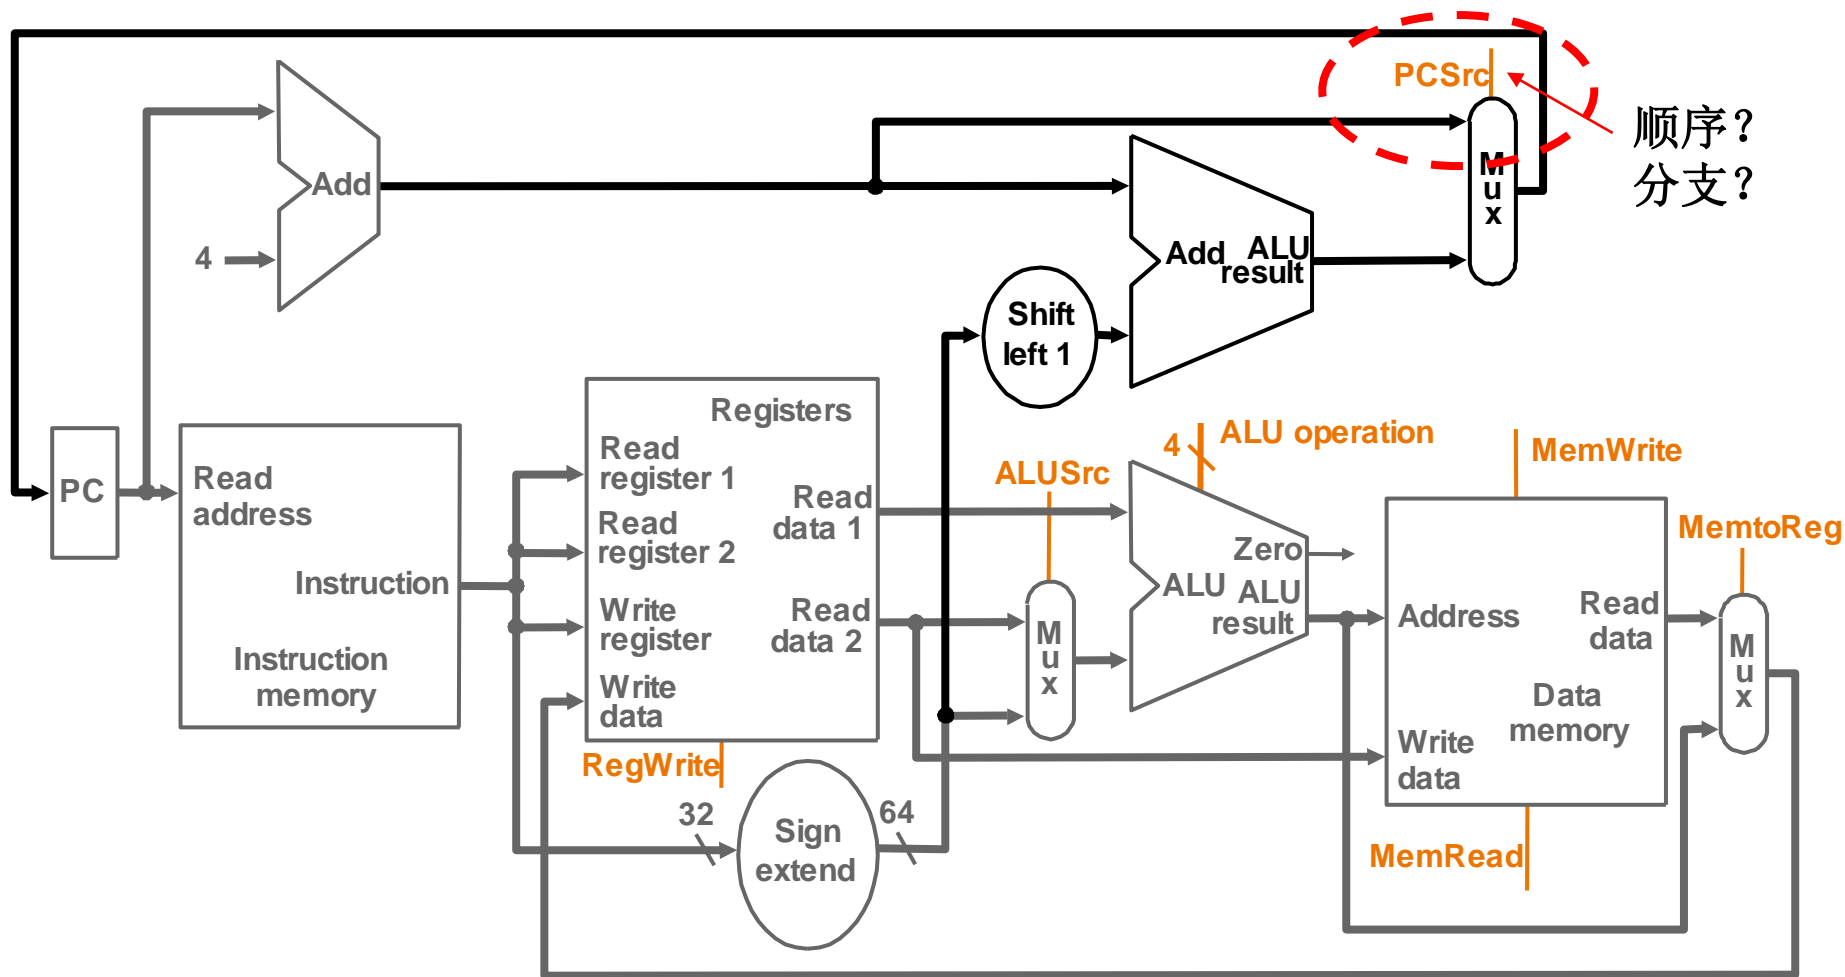 PCSrc
顺序？
分支？
Add
4
M
u
x
Add
ALU
result
Shift
left 1
Registers
PC
Read
address
Instruction
Instruction
memory
Read
register 1
Read
register 2
Write
register
Write
data
Read
data 1
Read
data 2
RegWrite
32
Sign
extend
64
ALUSrc
M
u
x
4
ALU operation
Zero
ALU
ALU
result
MemWrite
Address
Read
data
Write
data
Data
memory
MemRead
MemtoReg
M
u
x